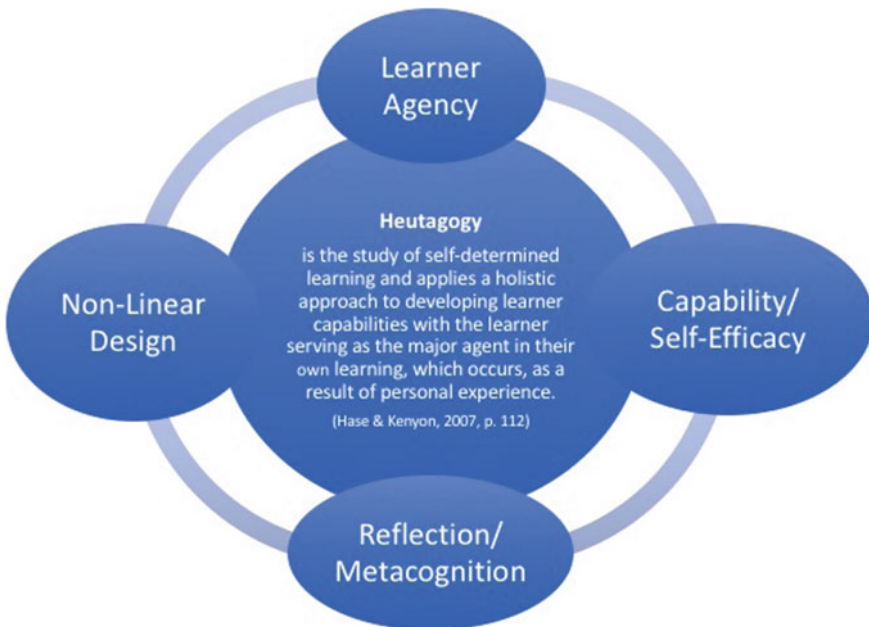 Learner
Agency
Heutagogy
is the study of self-determined
learning and applies a holistic
approach to developing learner
capabilities with the learner
serving as the major agent in their
own learning, which occurs, as a
result of personal experience.
(Hase & Kenyon, 2007, p. 112)
Non-Linear
Design
Capability/
Self-Efficacy
Reflection/
Metacognition